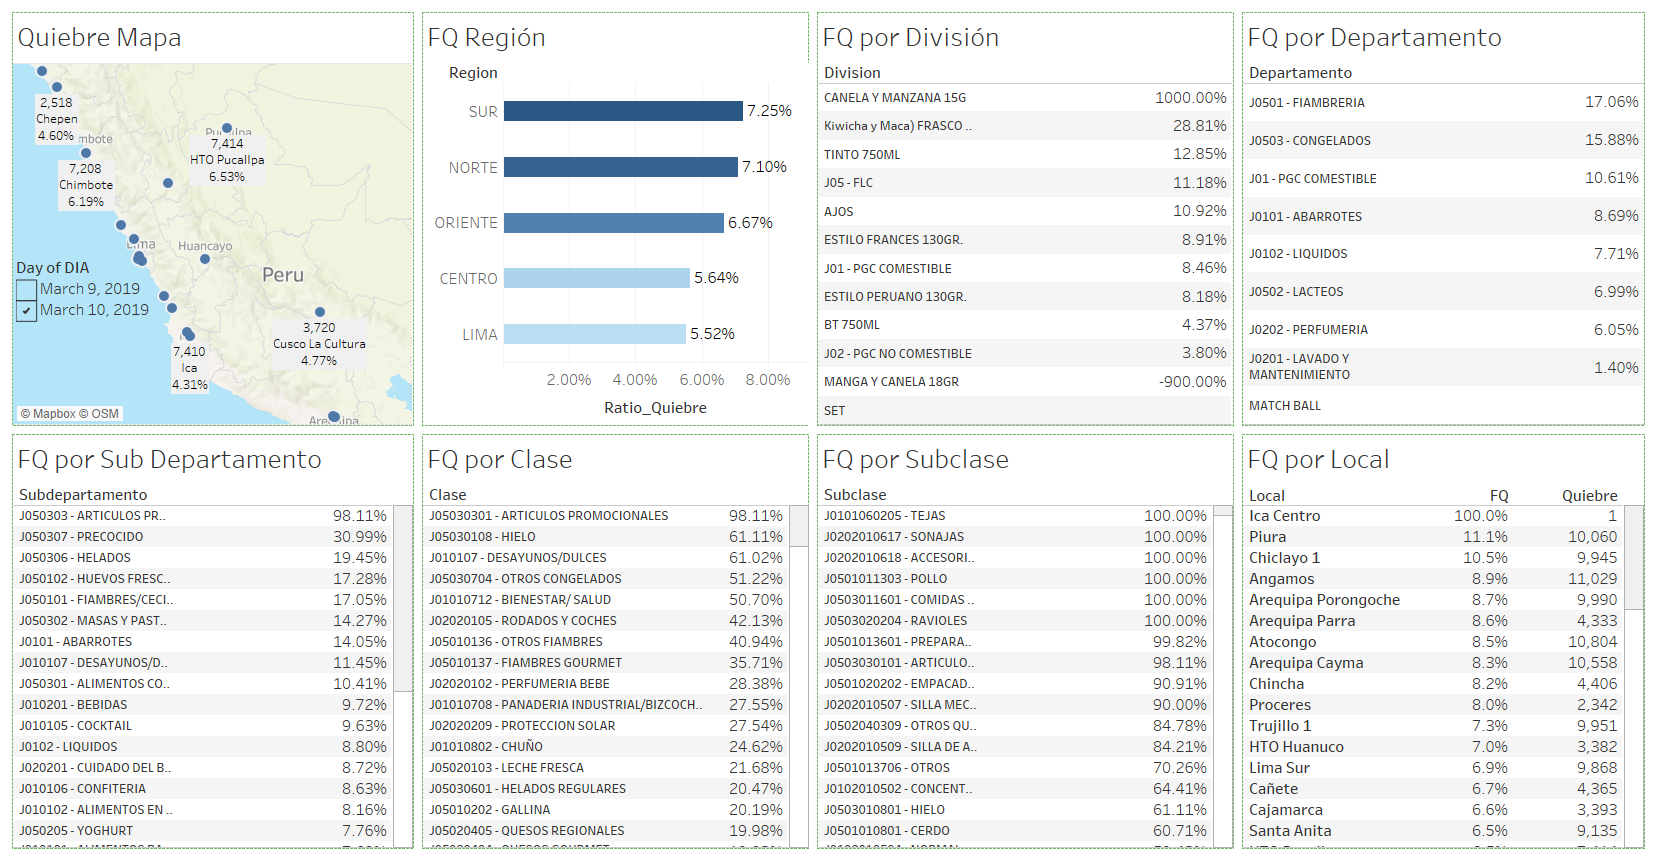 Quiebre Mapa
2,518
Chepen
4.60%
mbote
7,208
Chimbote
6.19%
Pucallpa
7,414
HTO Pucallpa
6.53%
Lima
Huancayo
Peru
Day of DIA
March 9, 2019
March 10, 2019
3,720
Cusco La Cultura
4.77%
7,410
Ica
4.31%
Arequipa
© Mapbox © OSM
FQ Región
Region
SUR 7.25%
NORTE 7.10%
ORIENTE 6.67%
CENTRO 5.64%
LIMA 5.52%
2.00% 4.00% 6.00% 8.00%
Ratio_Quiebre
FQ por División
Division
CANELA Y MANZANA 15G 1000.00%
Kiwicha y Maca) FRASCO .. 28.81%
TINTO 750ML 12.85%
J05 - FLC 11.18%
AJOS 10.92%
ESTILO FRANCES 130GR. 8.91%
J01 - PGC COMESTIBLE 8.46%
ESTILO PERUANO 130GR. 8.18%
BT 750ML 4.37%
J02 - PGC NO COMESTIBLE 3.80%
MANGA Y CANELA 18GR -900.00%
SET
FQ por Departamento
Departamento
J0501 - FIAMBRERIA 17.06%
J0503 - CONGELADOS 15.88%
J01 - PGC COMESTIBLE 10.61%
J0101 - ABARROTES 8.69%
J0102 - LIQUIDOS 7.71%
J0502 - LACTEOS 6.99%
J0202 - PERFUMERIA 6.05%
J0201 - LAVADO Y
MANTENIMIENTO 1.40%
MATCH BALL
FQ por Sub Departamento
Subdepartamento
J050303 - ARTICULOS PR.. 98.11%
J050307 - PRECOCIDO 30.99%
J050306 - HELADOS 19.45%
J050102 - HUEVOS FRESC.. 17.28%
J050101 - FIAMBRES/CECI.. 17.05%
J050302 - MASAS Y PAST.. 14.27%
J0101 - ABARROTES 14.05%
J010107 - DESAYUNOS/D.. 11.45%
J050301 - ALIMENTOS CO.. 10.41%
J010201 - BEBIDAS 9.72%
J010105 - COCKTAIL 9.63%
J0102 - LIQUIDOS 8.80%
J020201 - CUIDADO DEL B.. 8.72%
J010106 - CONFITERIA 8.63%
J010102 - ALIMENTOS EN .. 8.16%
J050205 - YOGHURT 7.76%
FQ por Clase
Clase
J05030301 - ARTICULOS PROMOCIONALES 98.11%
J05030108 - HIELO 61.11%
J010107 - DESAYUNOS/DULCES 61.02%
J05030704 - OTROS CONGELADOS 51.22%
J01010712 - BIENESTAR/ SALUD 50.70%
J02020105 - RODADOS Y COCHES 42.13%
J05010136 - OTROS FIAMBRES 40.94%
J05010137 - FIAMBRES GOURMET 35.71%
J02020102 - PERFUMERIA BEBE 28.38%
J01010708 - PANADERIA INDUSTRIAL/BIZCOCH.. 27.55%
J02020209 - PROTECCION SOLAR 27.54%
J01010802 - CHUÑO 24.62%
J05020103 - LECHE FRESCA 21.68%
J05030601 - HELADOS REGULARES 20.47%
J05010202 - GALLINA 20.19%
J05020405 - QUESOS REGIONALES 19.98%
FQ por Subclase
Subclase
J0101060205 - TEJAS 100.00%
J0202010617 - SONAJAS 100.00%
J0202010618 - ACCESORI.. 100.00%
J0501011303 - POLLO 100.00%
J0503011601 - COMIDAS .. 100.00%
J0503020204 - RAVIOLES 100.00%
J0501013601 - PREPARA.. 99.82%
J0503030101 - ARTICULO.. 98.11%
J0501020202 - EMPACAD.. 90.91%
J0202010507 - SILLA MEC.. 90.00%
J0502040309 - OTROS QU.. 84.78%
J0202010509 - SILLA DE A.. 84.21%
J0501013706 - OTROS 70.26%
J0102010502 - CONCENT.. 64.41%
J0503010801 - HIELO 61.11%
J0501010801 - CERDO 60.71%
FQ por Local
Local FQ Quiebre
Ica Centro 100.0% 1
Piura 11.1% 10,060
Chiclayo 1 10.5% 9,945
Angamos 8.9% 11,029
Arequipa Porongoche 8.7% 9,990
Arequipa Parra 8.6% 4,333
Atocongo 8.5% 10,804
Arequipa Cayma 8.3% 10,558
Chincha 8.2% 4,406
Proceres 8.0% 2,342
Trujillo 1 7.3% 9,951
HTO Huanuco 7.0% 3,382
Lima Sur 6.9% 9,868
Cañete 6.7% 4,365
Cajamarca 6.6% 3,393
Santa Anita 6.5% 9,135